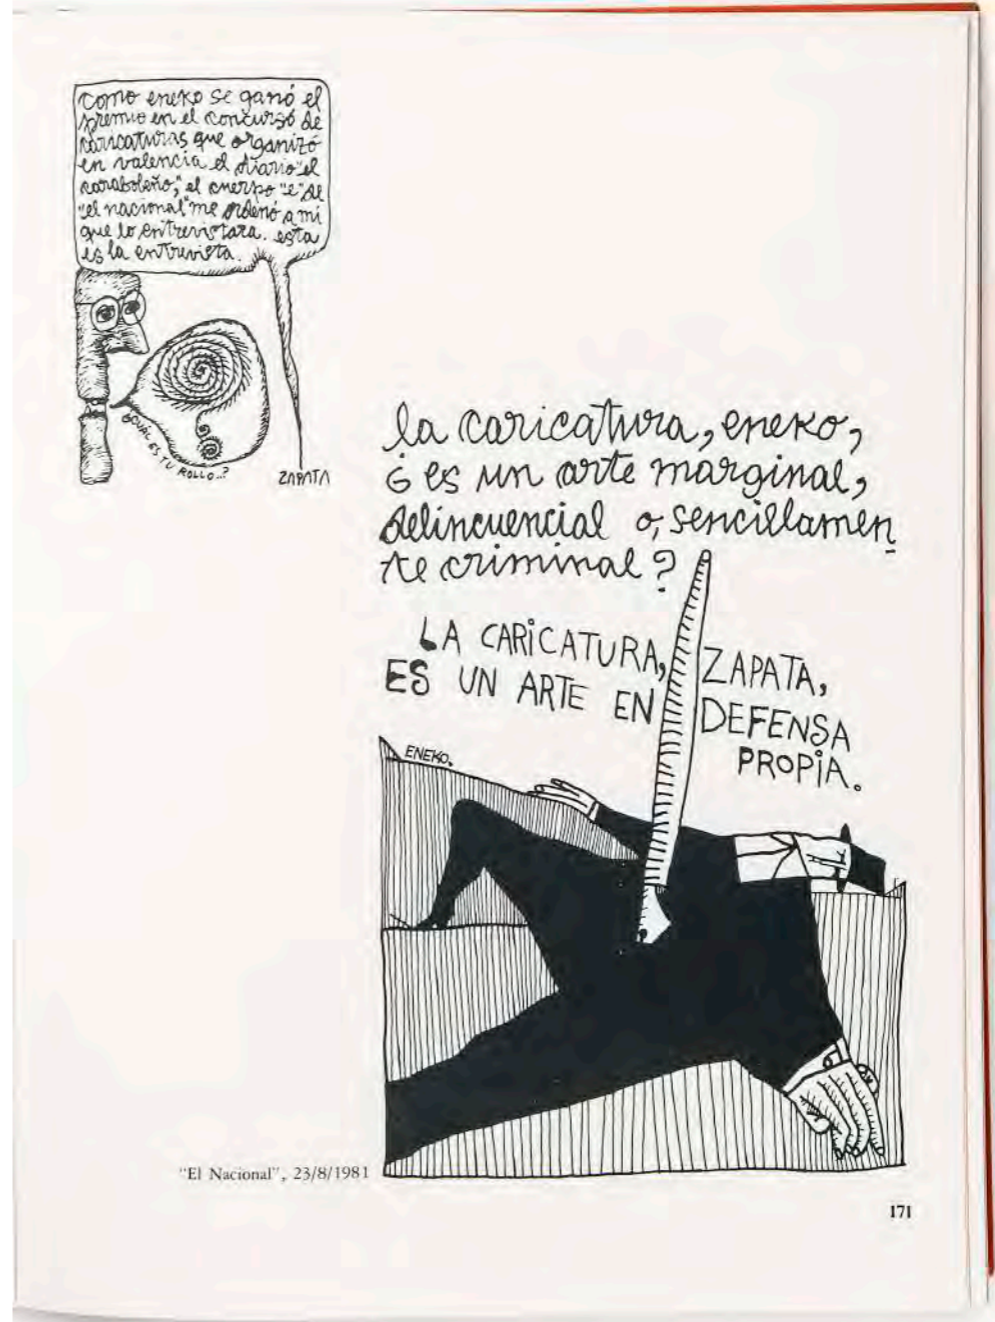 como eneko se ganó el
premio en el concurso de
caricaturas que organizó
en valencia el diario "el
carabobeño," el cuerpo "e" de
"el nacional" me ordenó a mí
que lo entrevistara. esta
es la entrevista.
¿CUAL ES TU ROLLO..?
ZAPATA
la caricatura, eneko,
¿ es un arte marginal,
delincuencial o, sencillamen-
te criminal?
LA CARICATURA, ZAPATA,
ES UN ARTE EN DEFENSA
PROPIA.
ENEKO.
"El Nacional", 23/8/1981
171